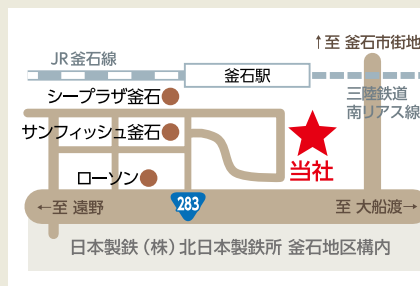 ↑至 釜石市街地
JR釜石線
釜石駅
シープラザ釜石
三陸鉄道
南リアス線
サンフィッシュ釜石
当社
ローソン
283
←至 遠野
至 大船渡→
日本製鉄（株）北日本製鉄所 釜石地区構内